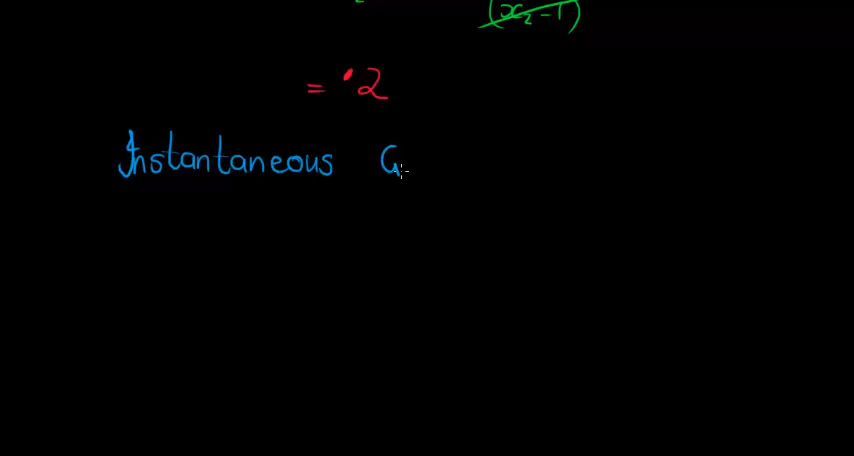 (x₂ - 1)
= 2
Instantaneous G